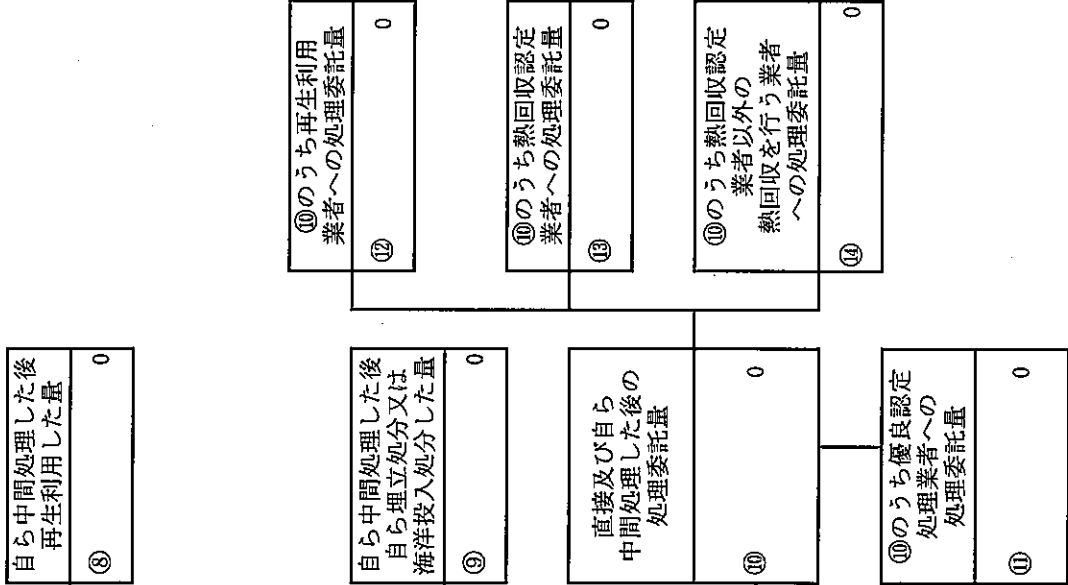 自ら中間処理した後
再生利用した量
⑧ 0
自ら中間処理した後
自ら埋立処分又は
海洋投入処分した量
⑨ 0
直接及び自ら
中間処理した後の
処理委託量
⑩ 0
⑩のうち優良認定
処理業者への
処理委託量
⑪ 0
⑩のうち再生利用
業者への処理委託量
⑫ 0
⑩のうち熱回収認定
業者への処理委託量
⑬ 0
⑩のうち熱回収認定
業者以外の
熱回収を行う業者
への処理委託量
⑭ 0